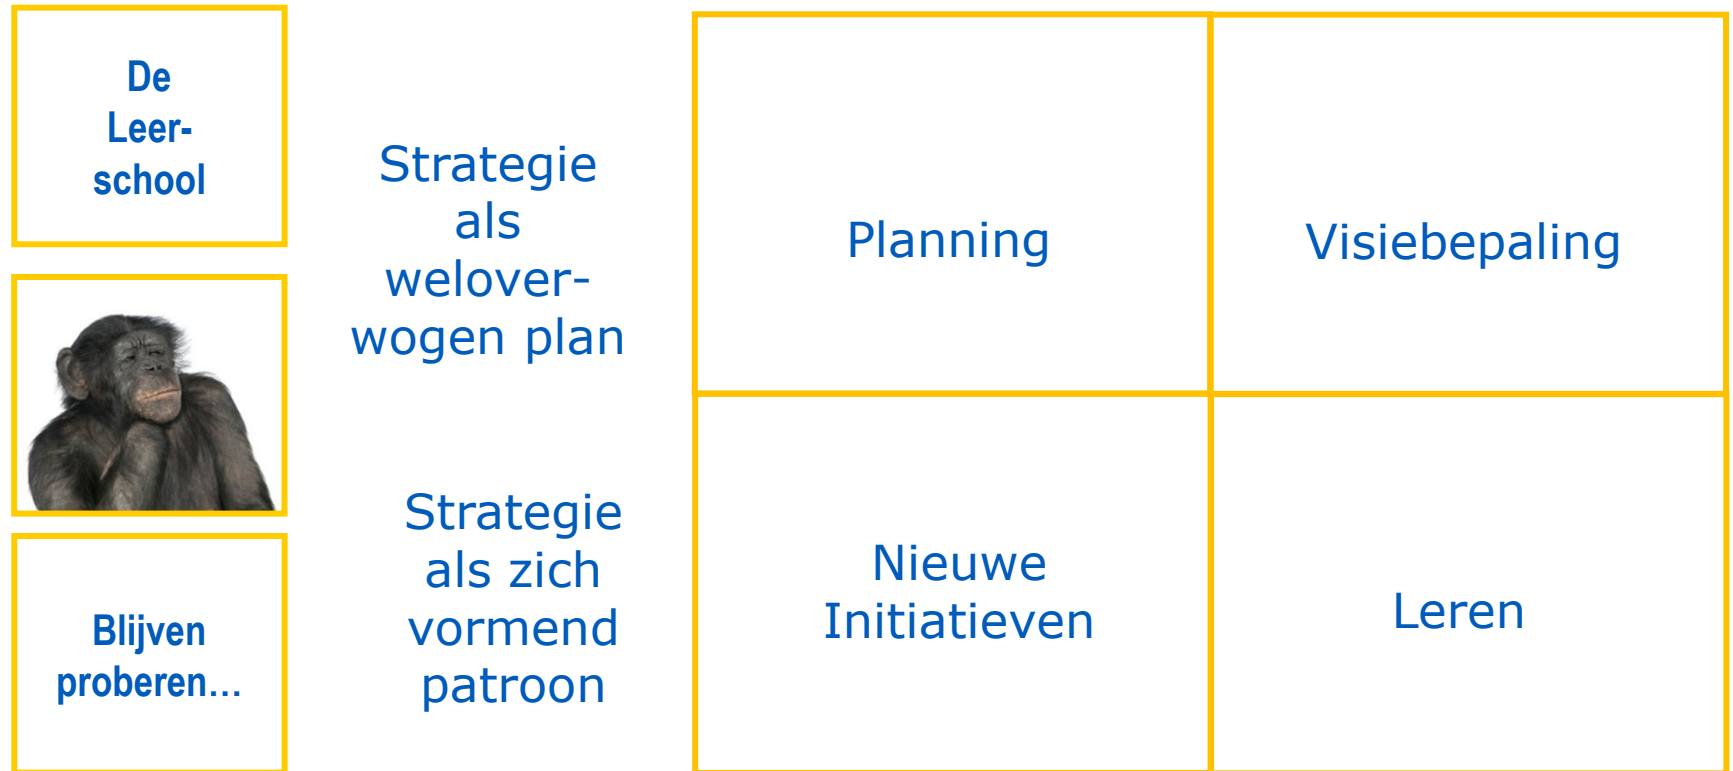 De
Leer-
school
Strategie
als
welover-
wogen plan
Planning
Visiebepaling
Strategie
als zich
vormend
patroon
Nieuwe
Initiatieven
Leren
Blijven
proberen...